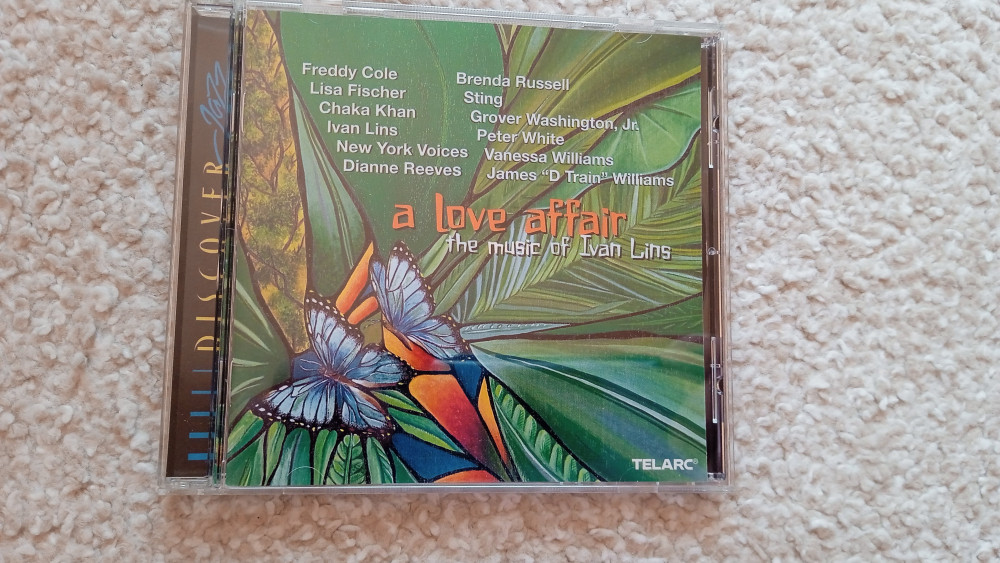 DISCOVER Jazz
Freddy Cole
Lisa Fischer
Chaka Khan
Ivan Lins
New York Voices
Dianne Reeves
Brenda Russell
Sting
Grover Washington, Jr.
Peter White
Vanessa Williams
James "D Train" Williams
a love affair
the music of Ivan Lins
TELARC®